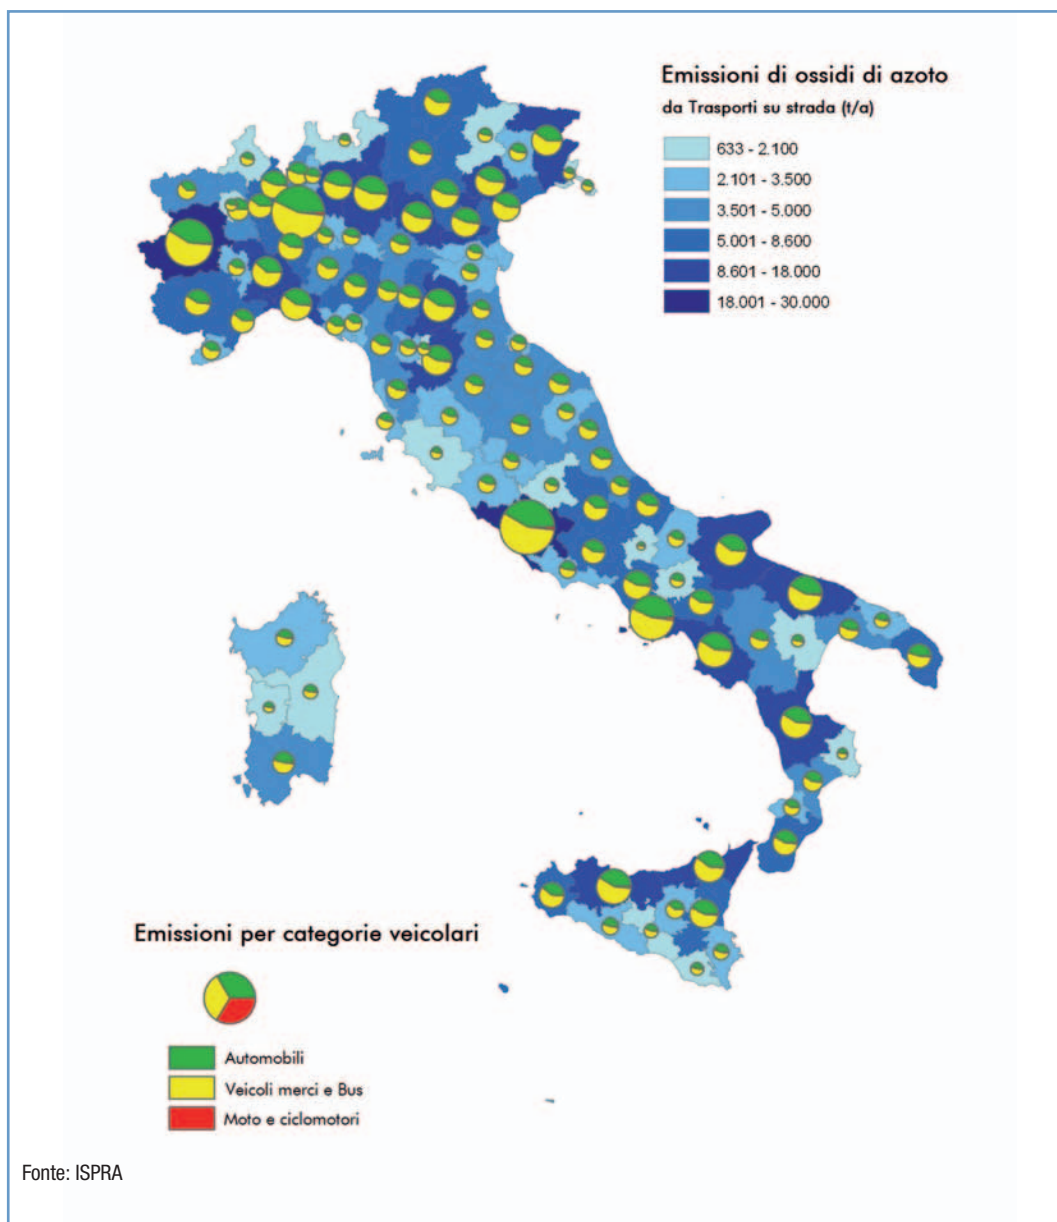 Emissioni di ossidi di azoto
da Trasporti su strada (t/a)
633 - 2.100
2.101 - 3.500
3.501 - 5.000
5.001 - 8.600
8.601 - 18.000
18.001 - 30.000
Emissioni per categorie veicolari
Automobili
Veicoli merci e Bus
Moto e ciclomotori
Fonte: ISPRA